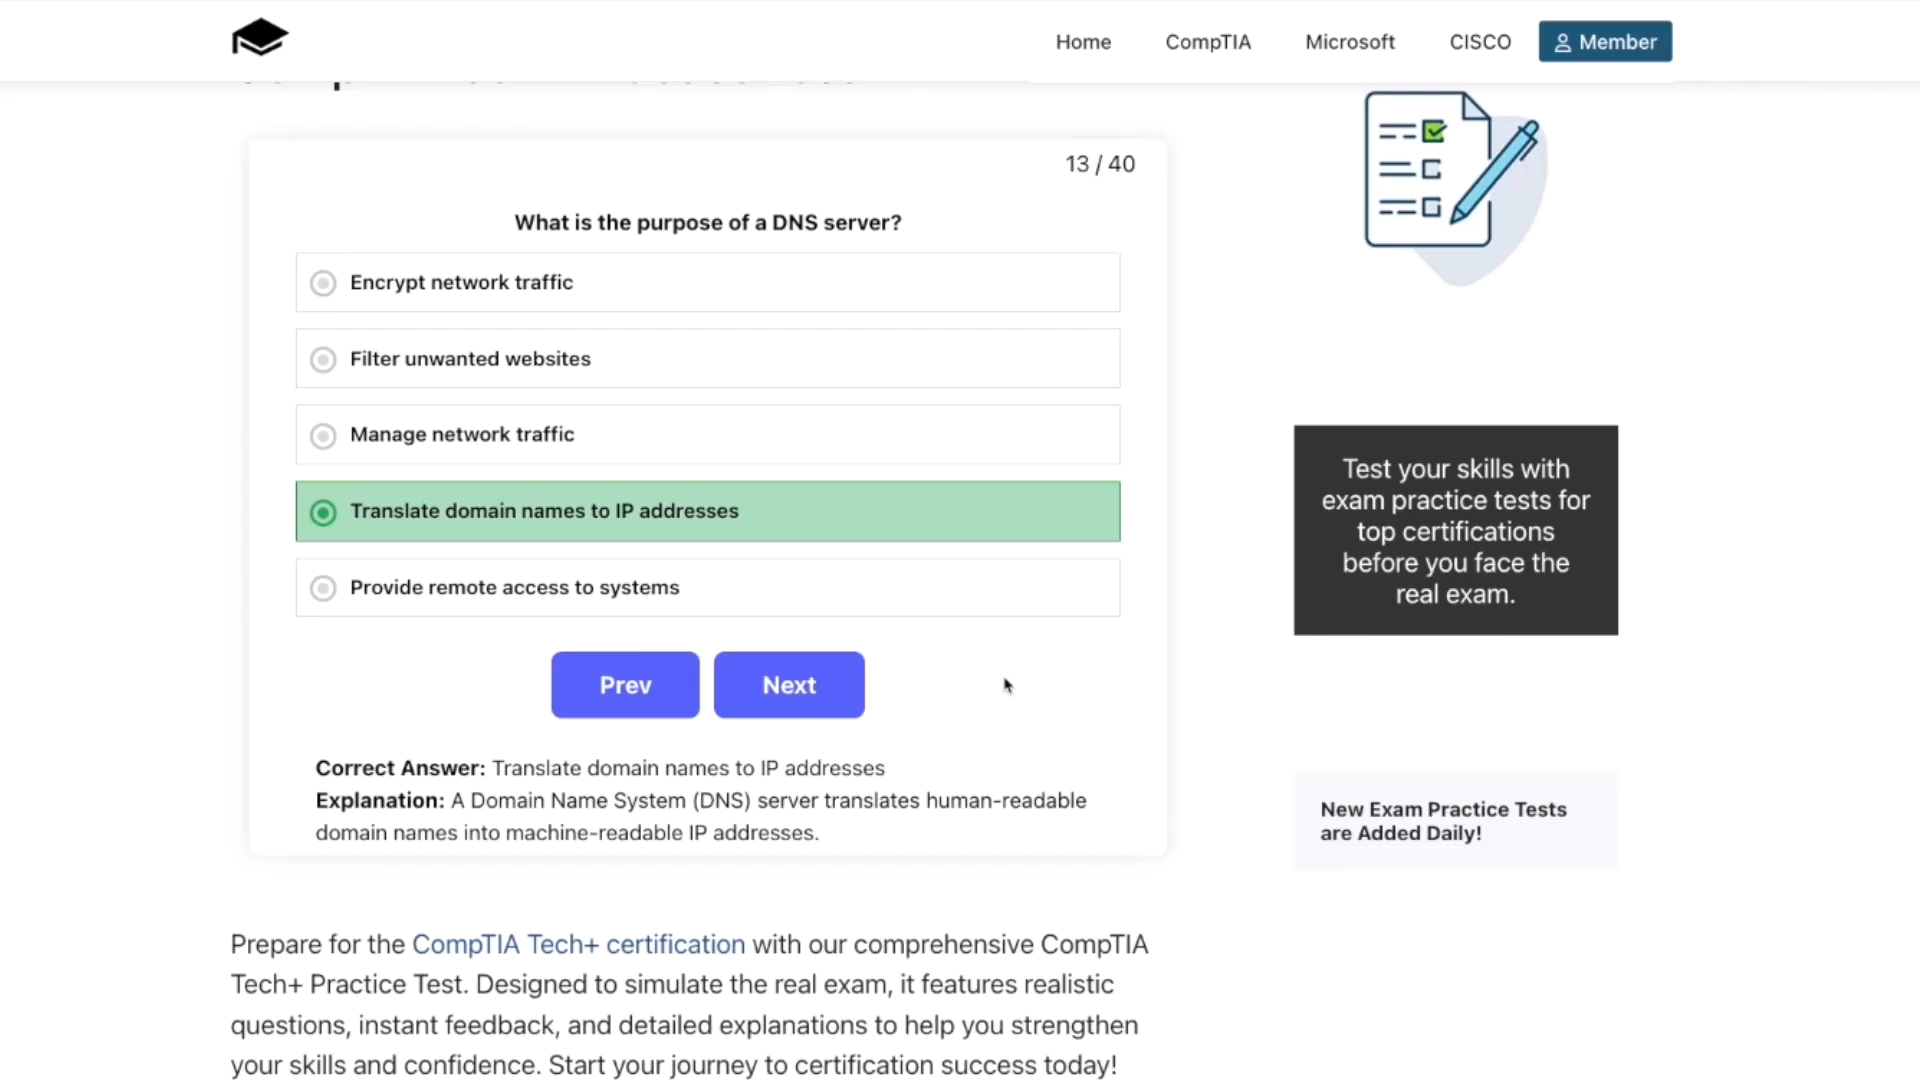 Home
CompTIA
Microsoft
CISCO
Member
13 / 40
What is the purpose of a DNS server?
Encrypt network traffic
Filter unwanted websites
Manage network traffic
Translate domain names to IP addresses
Provide remote access to systems
Prev
Next
Correct Answer: Translate domain names to IP addresses
Explanation: A Domain Name System (DNS) server translates human-readable
domain names into machine-readable IP addresses.
Test your skills with
exam practice tests for
top certifications
before you face the
real exam.
New Exam Practice Tests
are Added Daily!
Prepare for the CompTIA Tech+ certification with our comprehensive CompTIA
Tech+ Practice Test. Designed to simulate the real exam, it features realistic
questions, instant feedback, and detailed explanations to help you strengthen
your skills and confidence. Start your journey to certification success today!